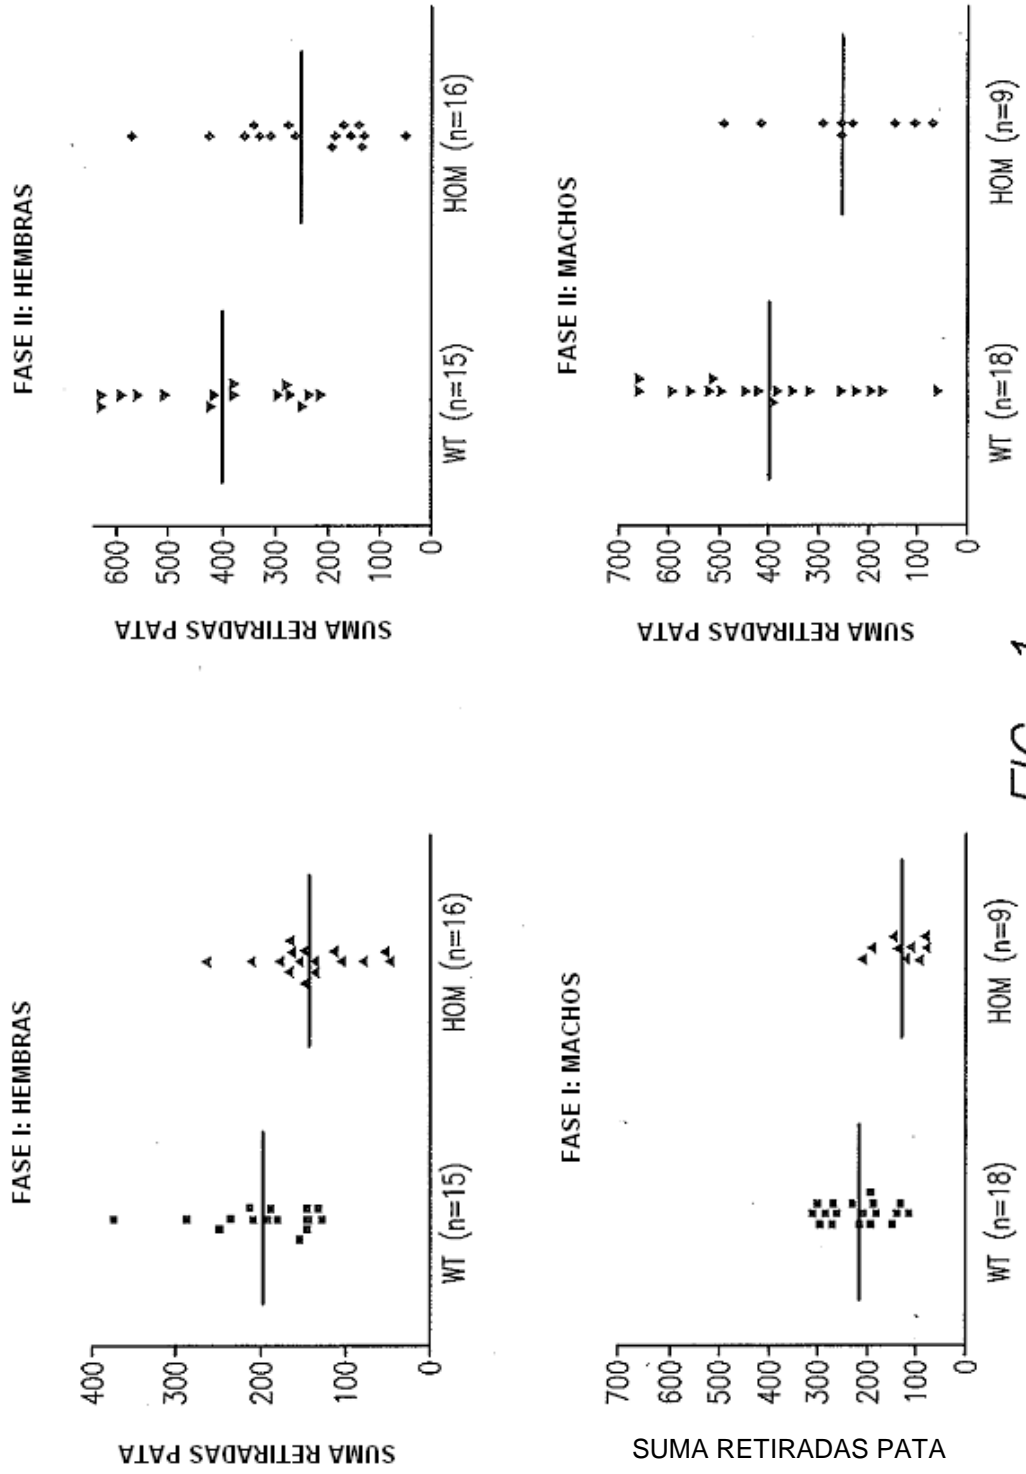 FASE I: HEMBRAS
SUMA RETIRADAS PATA
400
300
200
100
0
WT (n=15)
HOM (n=16)
FASE II: HEMBRAS
SUMA RETIRADAS PATA
600
500
400
300
200
100
0
WT (n=15)
HOM (n=16)
FASE I: MACHOS
SUMA RETIRADAS PATA
700
600
500
400
300
200
100
0
WT (n=18)
HOM (n=9)
FASE II: MACHOS
SUMA RETIRADAS PATA
700
600
500
400
300
200
100
0
WT (n=18)
HOM (n=9)